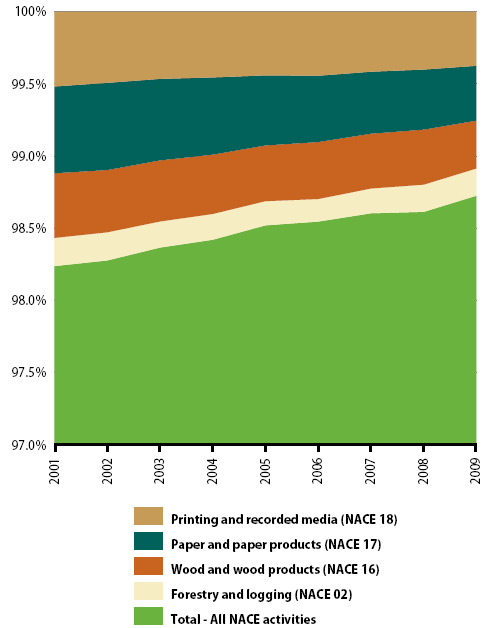 100%
99.5%
99.0%
98.5%
98.0%
97.5%
97.0%
2001 2002 2003 2004 2005 2006 2007 2008 2009
Printing and recorded media (NACE 18)
Paper and paper products (NACE 17)
Wood and wood products (NACE 16)
Forestry and logging (NACE 02)
Total - All NACE activities